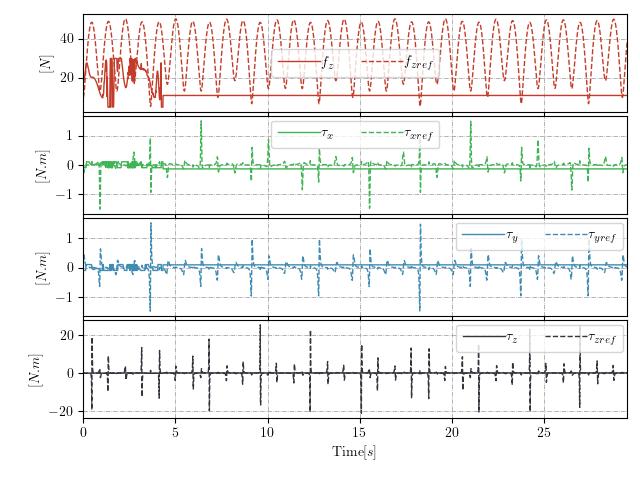 40
20
[N]
f_z
f_zref
1
0
−1
[N.m]
τ_x
τ_xref
1
0
−1
[N.m]
τ_y
τ_yref
20
0
−20
[N.m]
τ_z
τ_zref
0 5 10 15 20 25
Time[s]